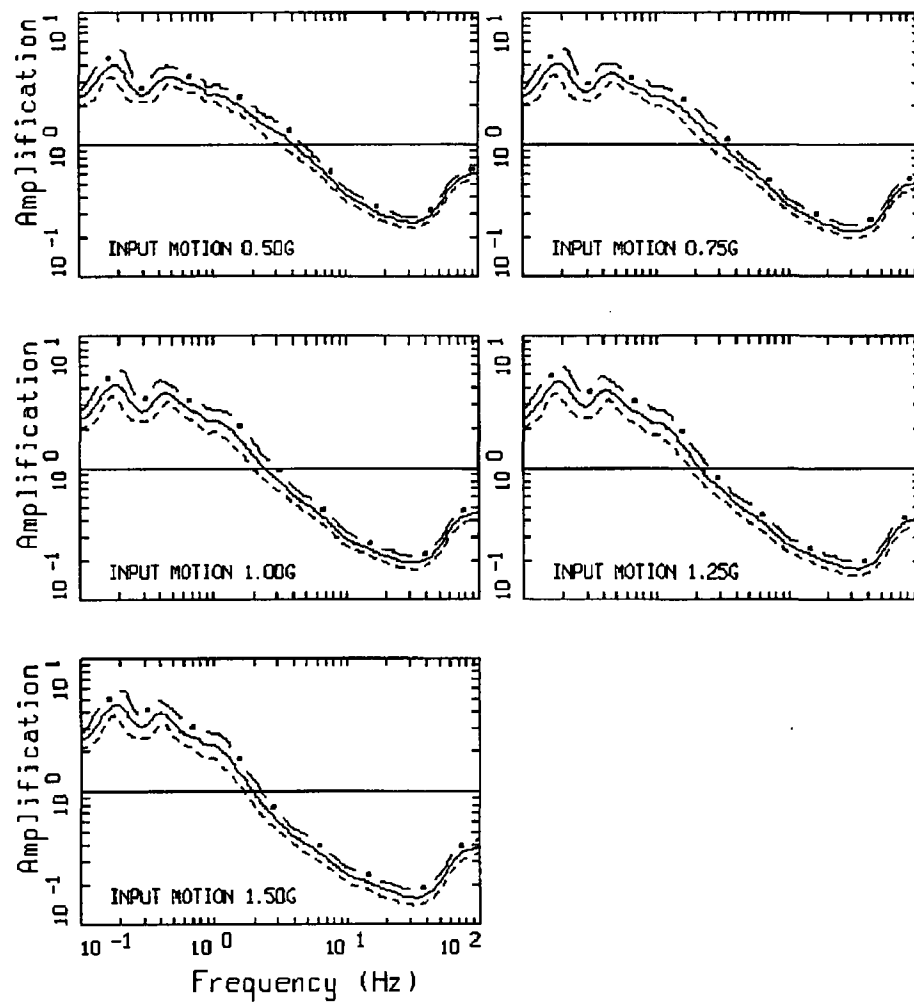 Amplification
10^1
10^0
10^-1
INPUT MOTION 0.50G
10^1
10^0
10^-1
INPUT MOTION 0.75G
Amplification
10^1
10^0
10^-1
INPUT MOTION 1.00G
10^1
10^0
10^-1
INPUT MOTION 1.25G
Amplification
10^1
10^0
10^-1
INPUT MOTION 1.50G
10^-1
10^0
10^1
10^2
Frequency (Hz)